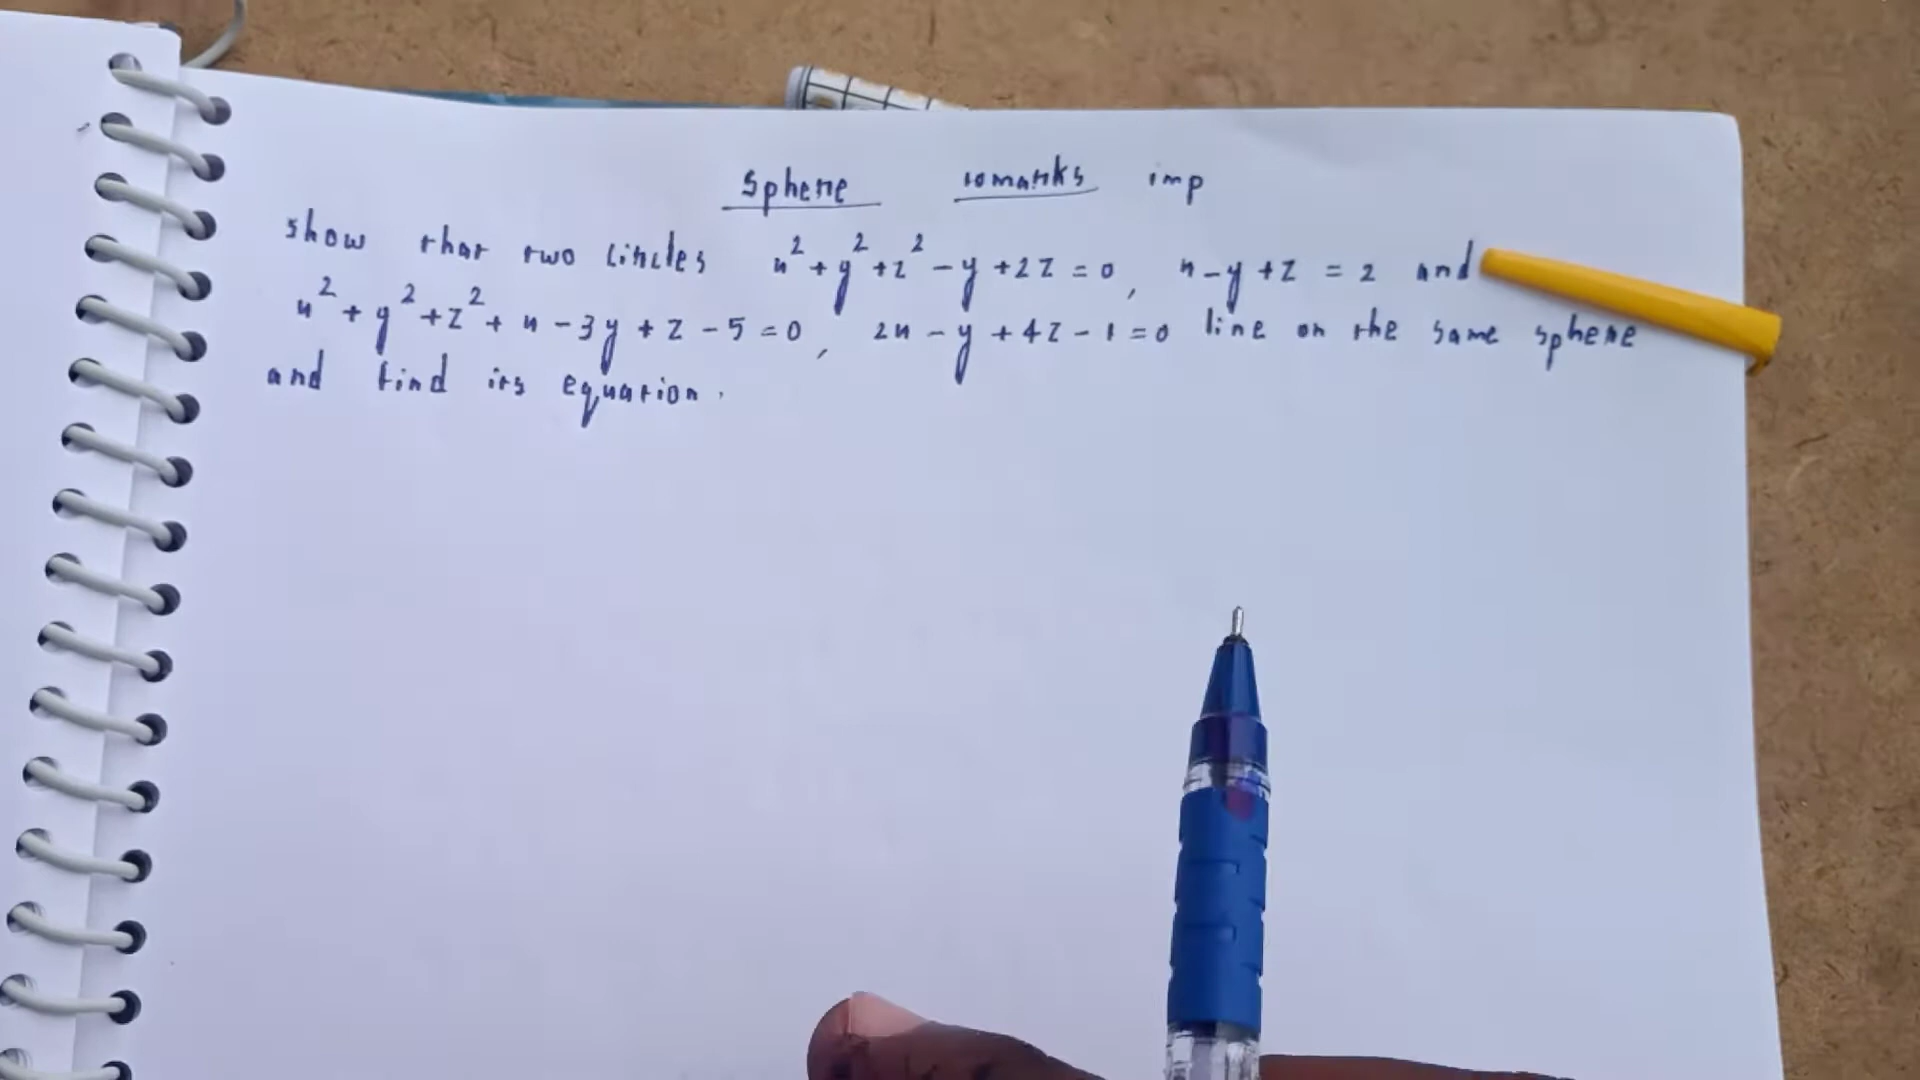 Sphere 10marks imp
show that two circles x²+y²+z²-y+2z=0, x-y+z=2 and
x²+y²+z²+x-3y+z-5=0, 2x-y+4z-1=0 line on the same sphere
and find its equation.